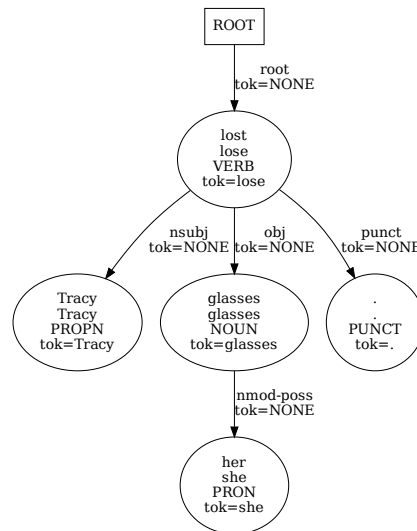 ROOT
root
tok=NONE
lost
lose
VERB
tok=lose
nsubj
tok=NONE
obj
tok=NONE
punct
tok=NONE
Tracy
Tracy
PROPN
tok=Tracy
glasses
glasses
NOUN
tok=glasses
.
.
PUNCT
tok=.
nmod-poss
tok=NONE
her
she
PRON
tok=she